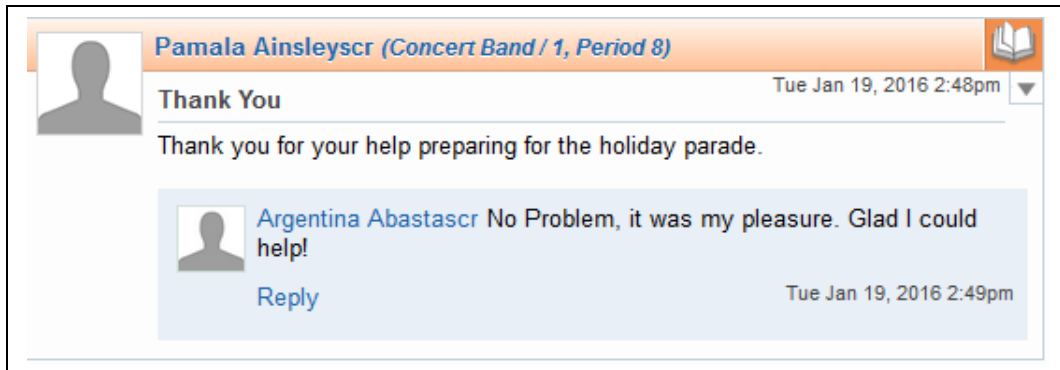 Pamala Ainsleyscr (Concert Band / 1, Period 8)
Tue Jan 19, 2016 2:48pm
Thank You
Thank you for your help preparing for the holiday parade.
Argentina Abastascr No Problem, it was my pleasure. Glad I could
help!
Reply
Tue Jan 19, 2016 2:49pm